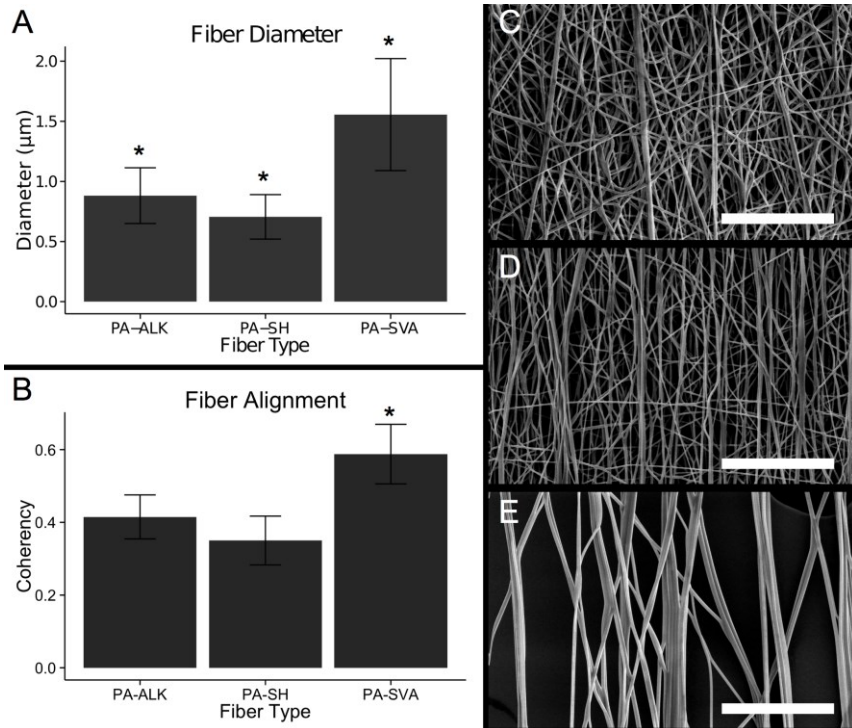 A
Fiber Diameter
Diameter (µm)
2.0
1.5
1.0
0.5
0.0
*
*
*
PA–ALK
PA–SH
PA–SVA
Fiber Type
B
Fiber Alignment
Coherency
0.6
0.4
0.2
0.0
*
PA-ALK
PA-SH
PA-SVA
Fiber Type
C
D
E